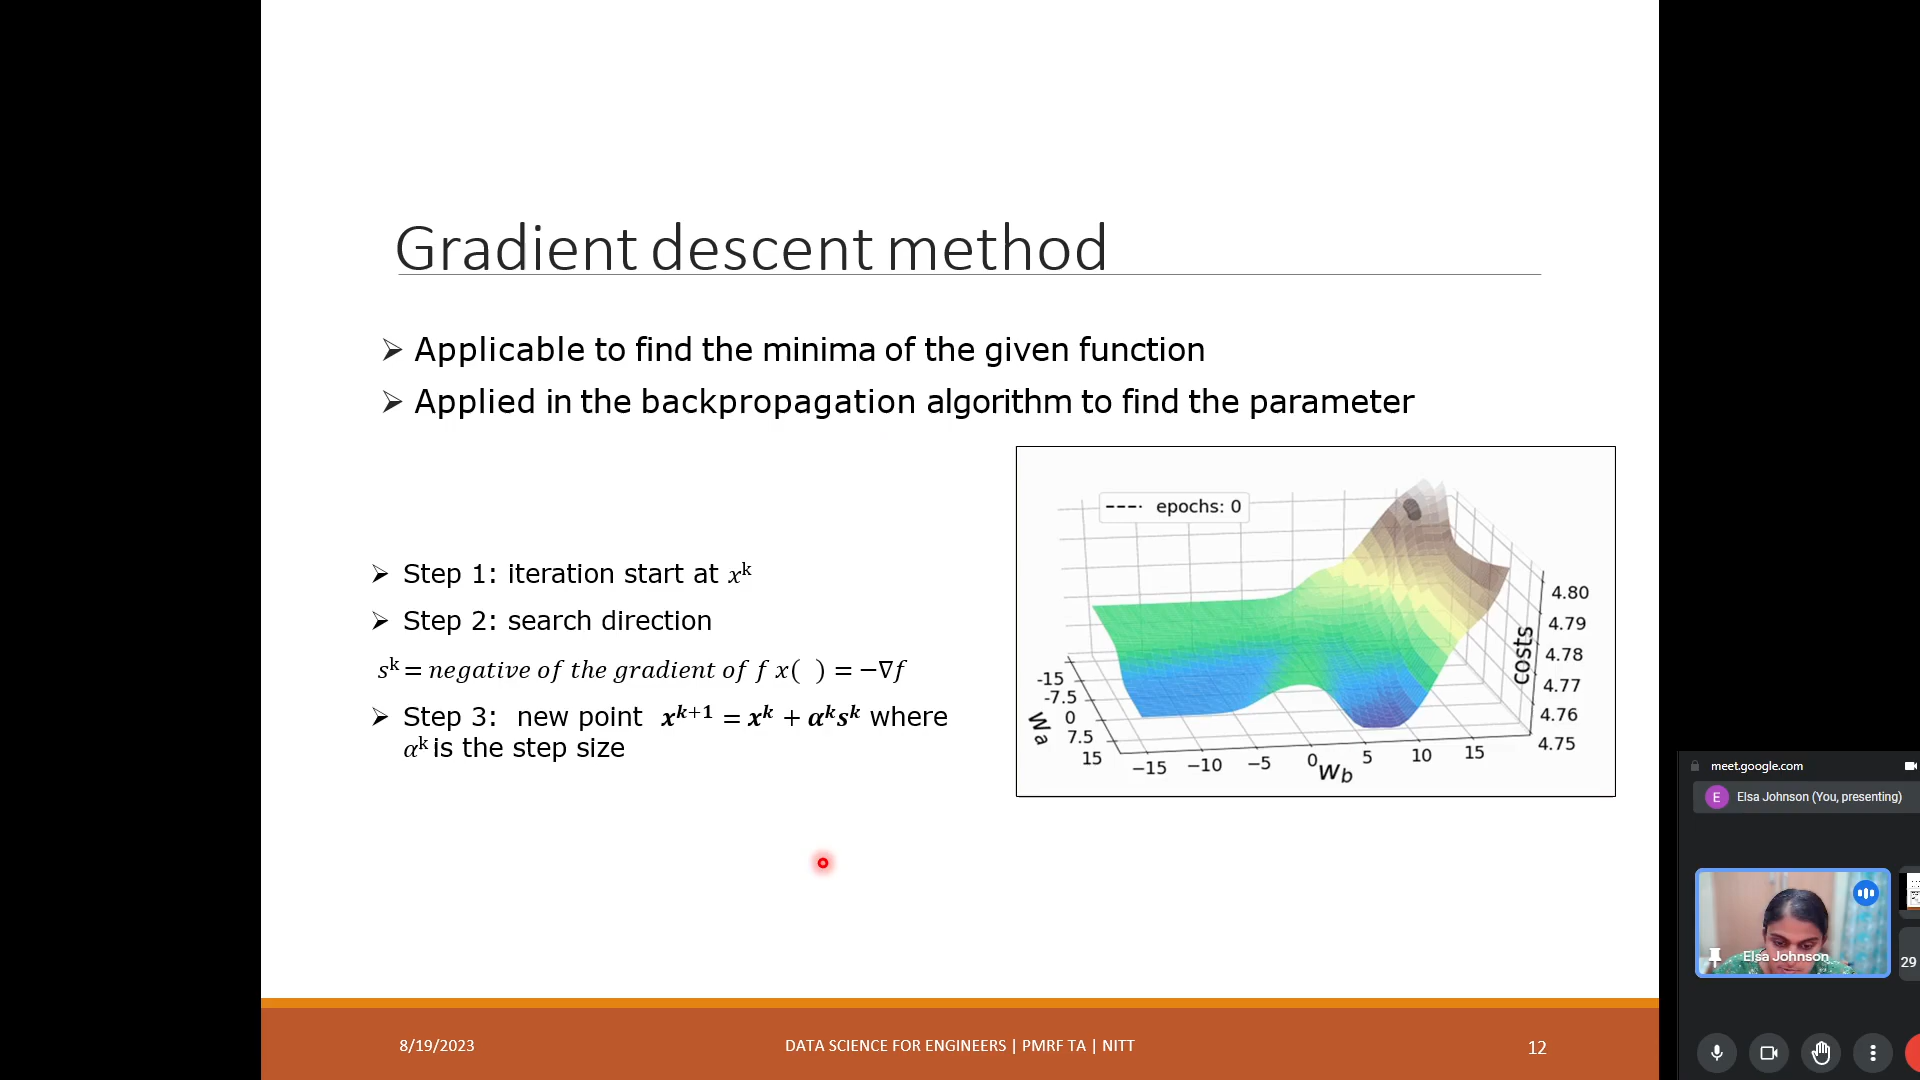 Gradient descent method
➢ Applicable to find the minima of the given function
➢ Applied in the backpropagation algorithm to find the parameter
➢ Step 1: iteration start at xᵏ
➢ Step 2: search direction
sᵏ = negative of the gradient of f x( ) = −∇f
➢ Step 3: new point xᵏ⁺¹ = xᵏ + αᵏsᵏ where
αᵏ is the step size
epochs: 0
4.80
4.79
4.78
4.77
4.76
4.75
costs
-15
-7.5
0
7.5
15
Wa
−15
−10
−5
0
5
10
15
Wb
meet.google.com
E
Elsa Johnson (You, presenting)
Elsa Johnson
29
8/19/2023
DATA SCIENCE FOR ENGINEERS | PMRF TA | NITT
12